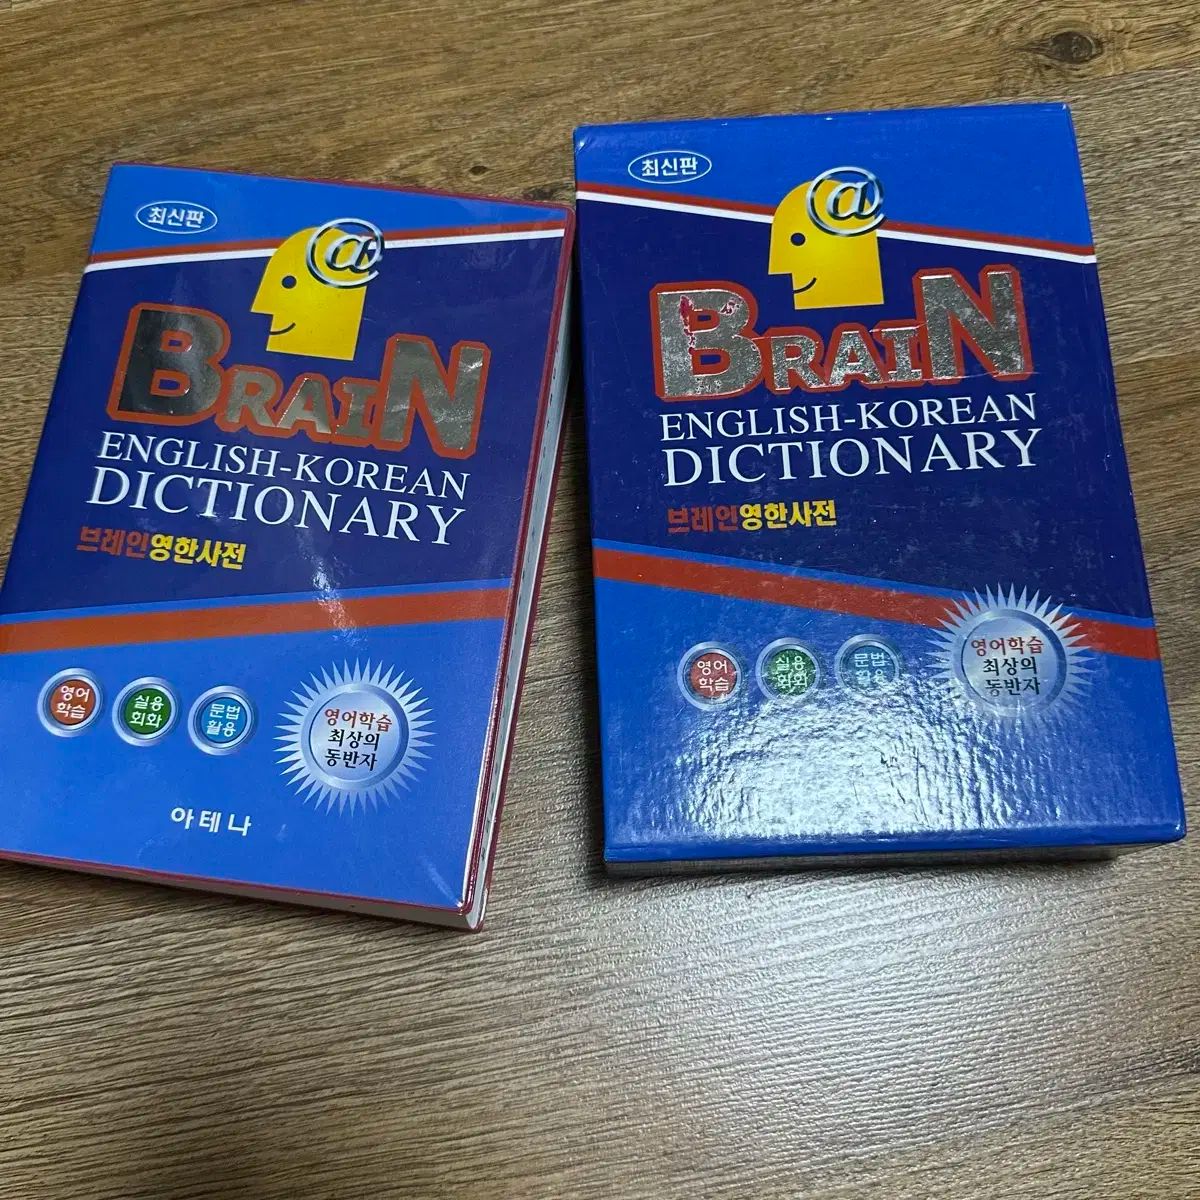 최신판
@
BRAIN
ENGLISH-KOREAN
DICTIONARY
브레인영한사전
영어
학습
실용
회화
문법
활용
영어학습
최상의
동반자
아테나
최신판
@
BRAIN
ENGLISH-KOREAN
DICTIONARY
브레인영한사전
영어
학습
실용
회화
문법
활용
영어학습
최상의
동반자